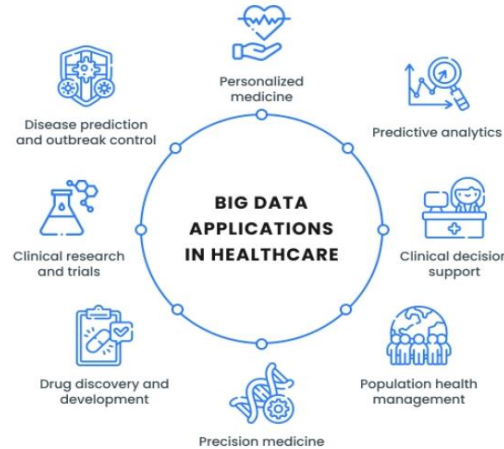 Personalized
medicine
Disease prediction
and outbreak control
Predictive analytics
BIG DATA
APPLICATIONS
IN HEALTHCARE
Clinical research
and trials
Clinical decision
support
Drug discovery and
development
Population health
management
Precision medicine